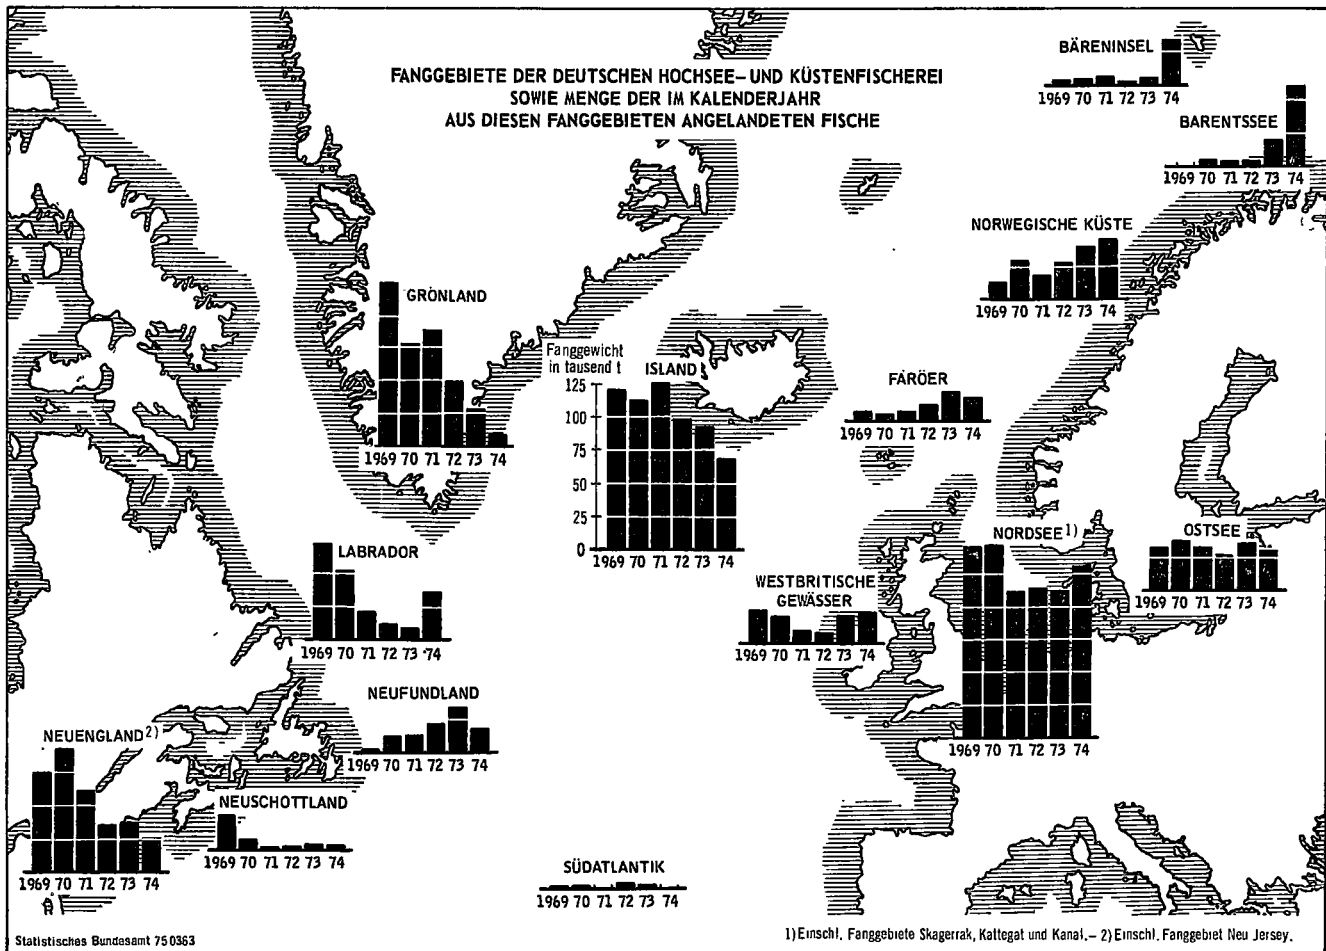 FANGGEBIETE DER DEUTSCHEN HOCHSEE- UND KÜSTENFISCHEREI
SOWIE MENGE DER IM KALENDERJAHR
AUS DIESEN FANGGEBIETEN ANGELANDETEN FISCHE
BÄRENINSEL
1969 70 71 72 73 74
BARENTSSEE
1969 70 71 72 73 74
NORWEGISCHE KÜSTE
1969 70 71 72 73 74
GRÖNLAND
1969 70 71 72 73 74
Fanggewicht
in tausend t
ISLAND
125
100
75
50
25
0
1969 70 71 72 73 74
FÄRÖER
1969 70 71 72 73 74
LABRADOR
1969 70 71 72 73 74
WESTBRITISCHE
GEWÄSSER
1969 70 71 72 73 74
NORDSEE 1)
1969 70 71 72 73 74
OSTSEE
1969 70 71 72 73 74
NEUFUNDLAND
1969 70 71 72 73 74
NEUENGLAND 2)
1969 70 71 72 73 74
NEUSCHOTTLAND
1969 70 71 72 73 74
SÜDATLANTIK
1969 70 71 72 73 74
Statistisches Bundesamt 750363
1) Einschl. Fanggebiete Skagerrak, Kattegat und Kanal. – 2) Einschl. Fanggebiet Neu Jersey.